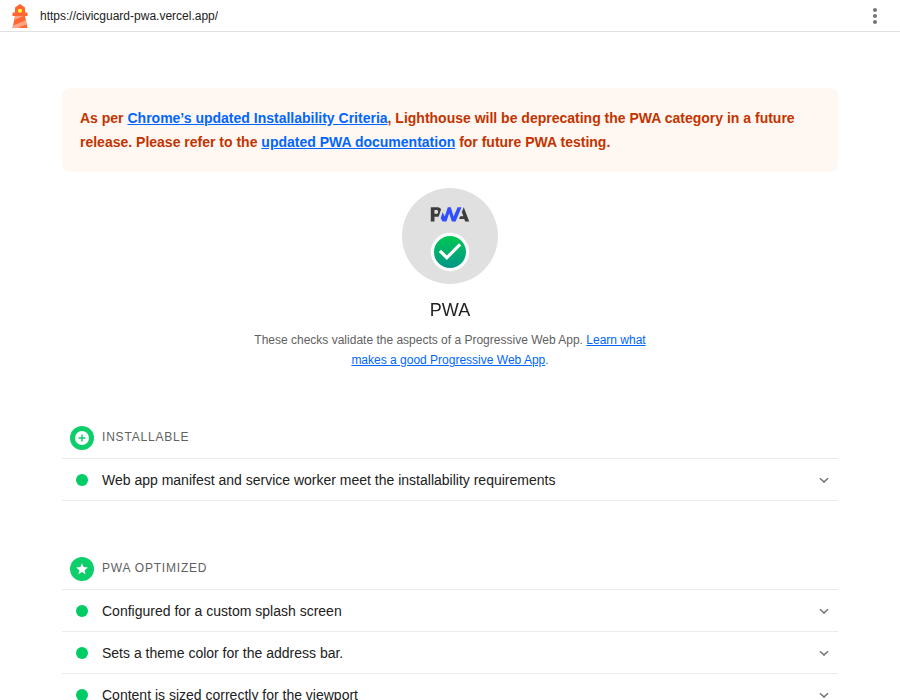 https://civicguard-pwa.vercel.app/
As per Chrome's updated Installability Criteria, Lighthouse will be deprecating the PWA category in a future
release. Please refer to the updated PWA documentation for future PWA testing.
PWA
PWA
These checks validate the aspects of a Progressive Web App. Learn what
makes a good Progressive Web App.
INSTALLABLE
Web app manifest and service worker meet the installability requirements
PWA OPTIMIZED
Configured for a custom splash screen
Sets a theme color for the address bar.
Content is sized correctly for the viewport